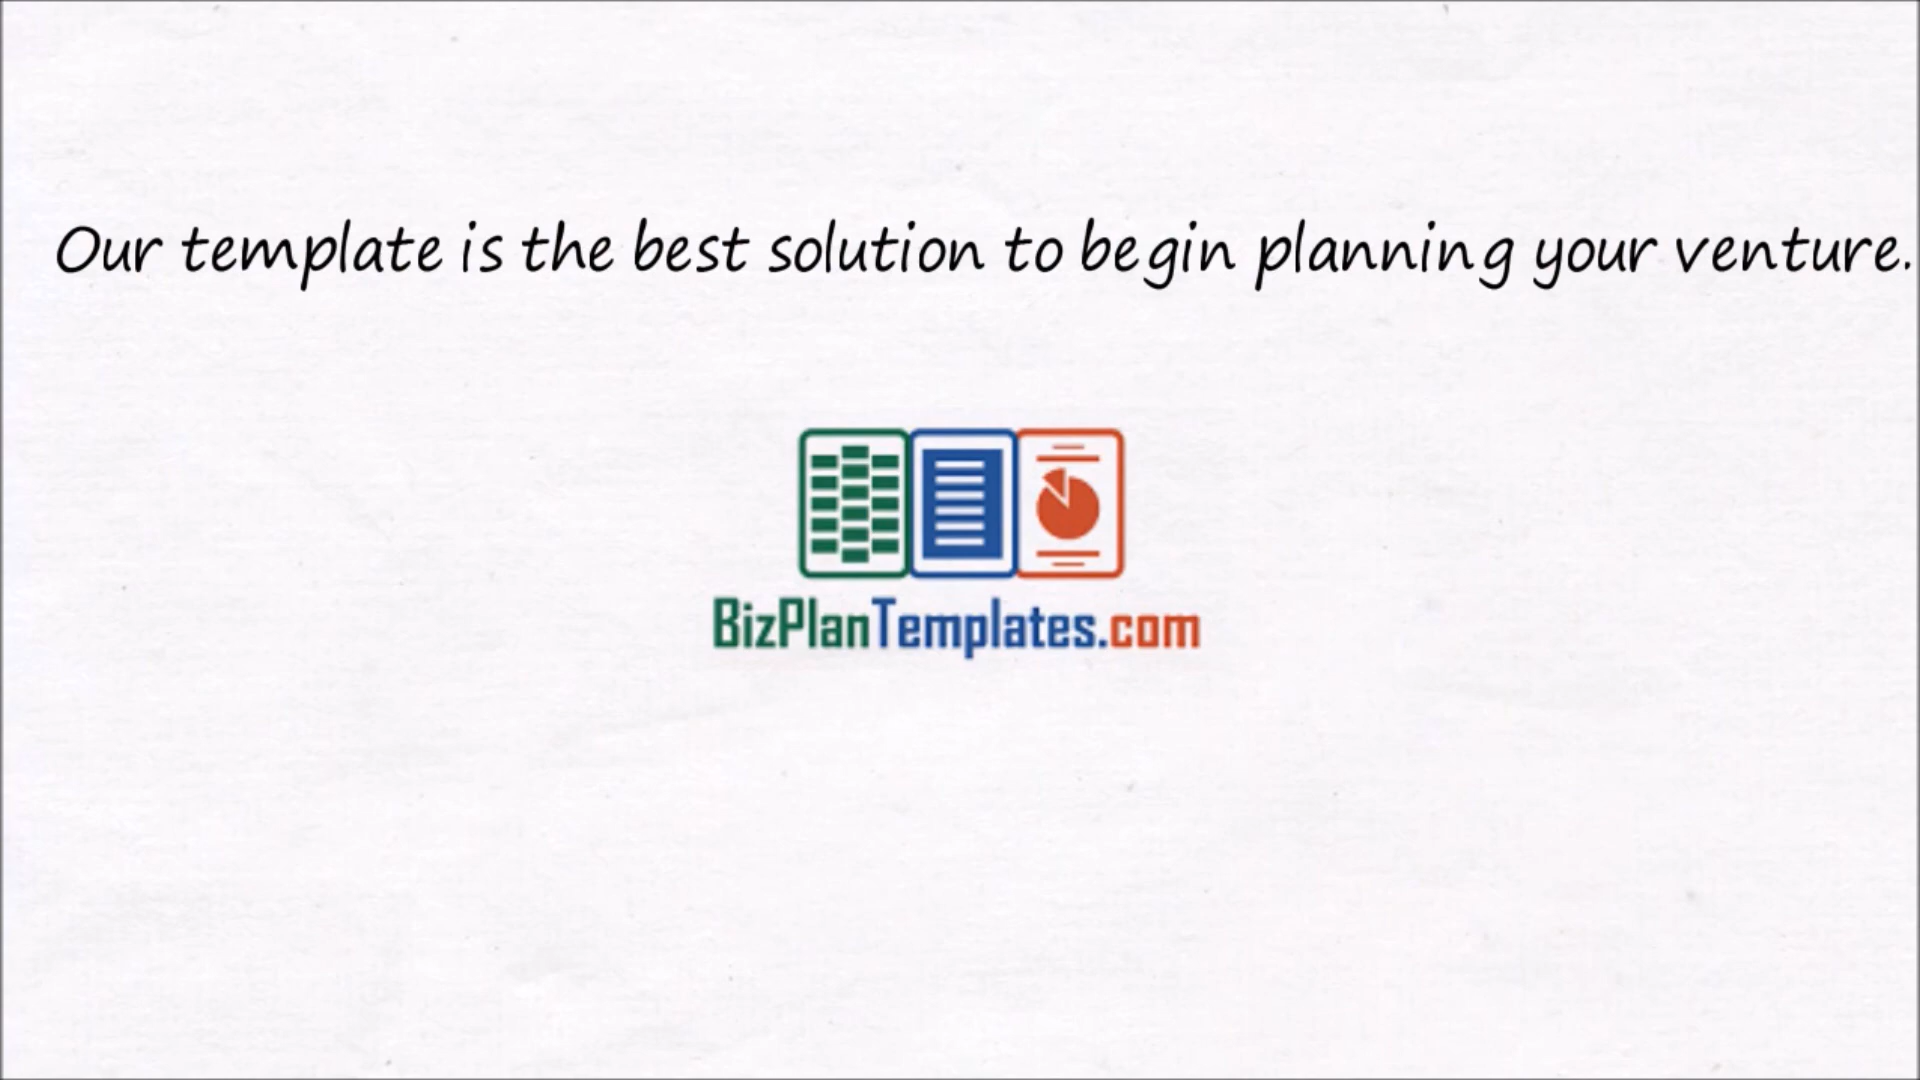 Our template is the best solution to begin planning your venture.
BizPlanTemplates.com